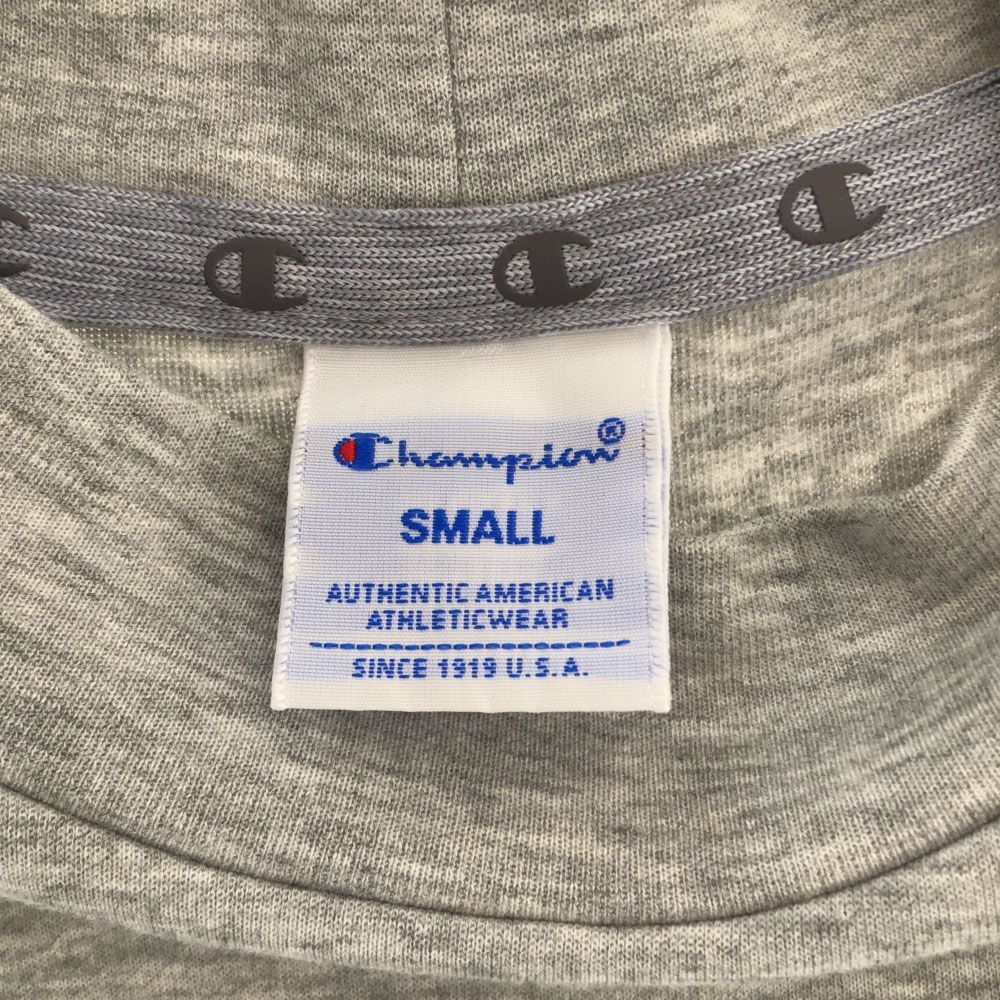 Champion®
SMALL
AUTHENTIC AMERICAN
ATHLETICWEAR
SINCE 1919 U.S.A.